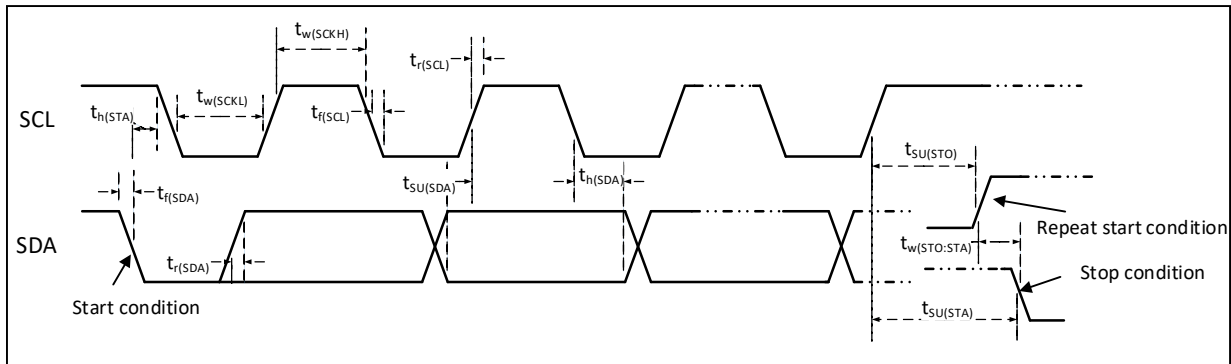 t_w(SCKH)
t_r(SCL)
t_w(SCKL)
t_h(STA)
t_f(SCL)
SCL
t_SU(STO)
t_SU(SDA)
t_h(SDA)
t_f(SDA)
Repeat start condition
SDA
t_w(STO:STA)
t_r(SDA)
Stop condition
Start condition
t_SU(STA)